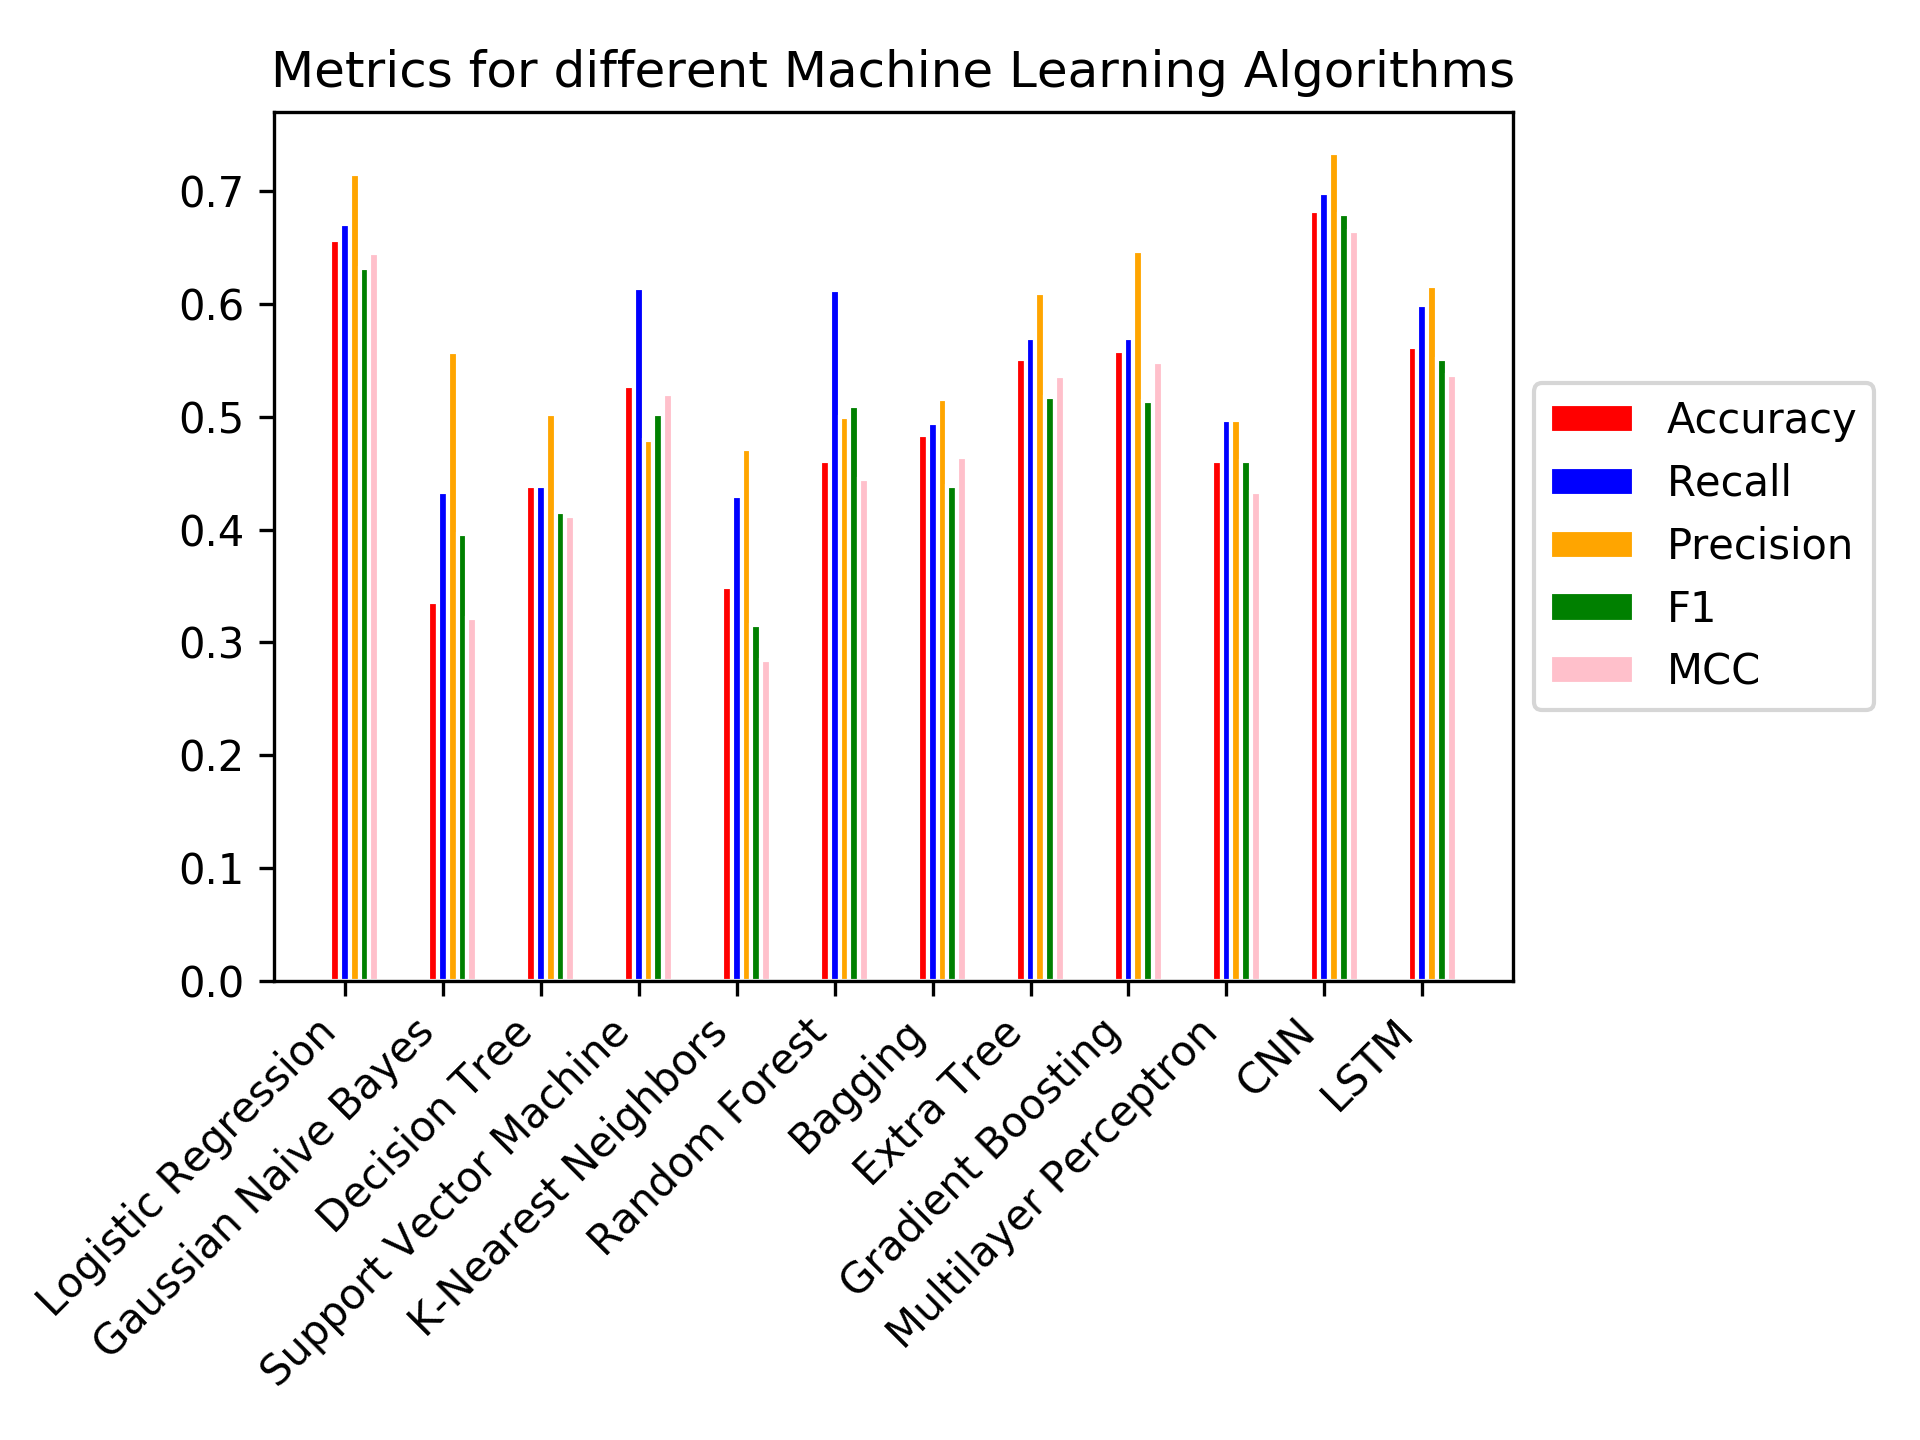 Metrics for different Machine Learning Algorithms
0.7
0.6
0.5
0.4
0.3
0.2
0.1
0.0
Accuracy
Recall
Precision
F1
MCC
Logistic Regression
Gaussian Naive Bayes
Decision Tree
Support Vector Machine
K-Nearest Neighbors
Random Forest
Bagging
Extra Tree
Gradient Boosting
Multilayer Perceptron
CNN
LSTM